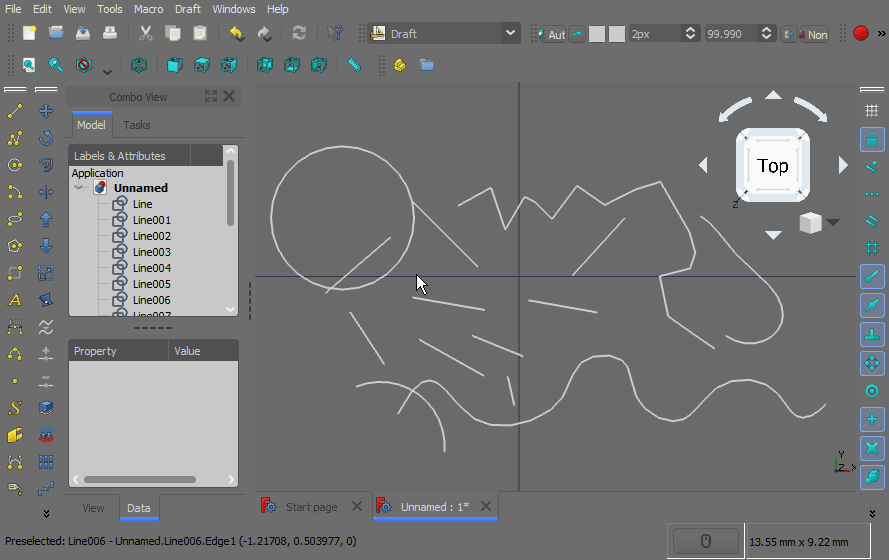 File Edit View Tools Macro Draft Windows Help
Draft
Aut
2px
99.990
Non
Combo View
Model Tasks
Labels & Attributes
Application
Unnamed
Line
Line001
Line002
Line003
Line004
Line005
Line006
Line007
Property Value
View Data
Top
Z
Y
Z X
Start page
Unnamed : 1*
Preselected: Line006 - Unnamed.Line006.Edge1 (-1.21708, 0.503977, 0)
13.55 mm x 9.22 mm